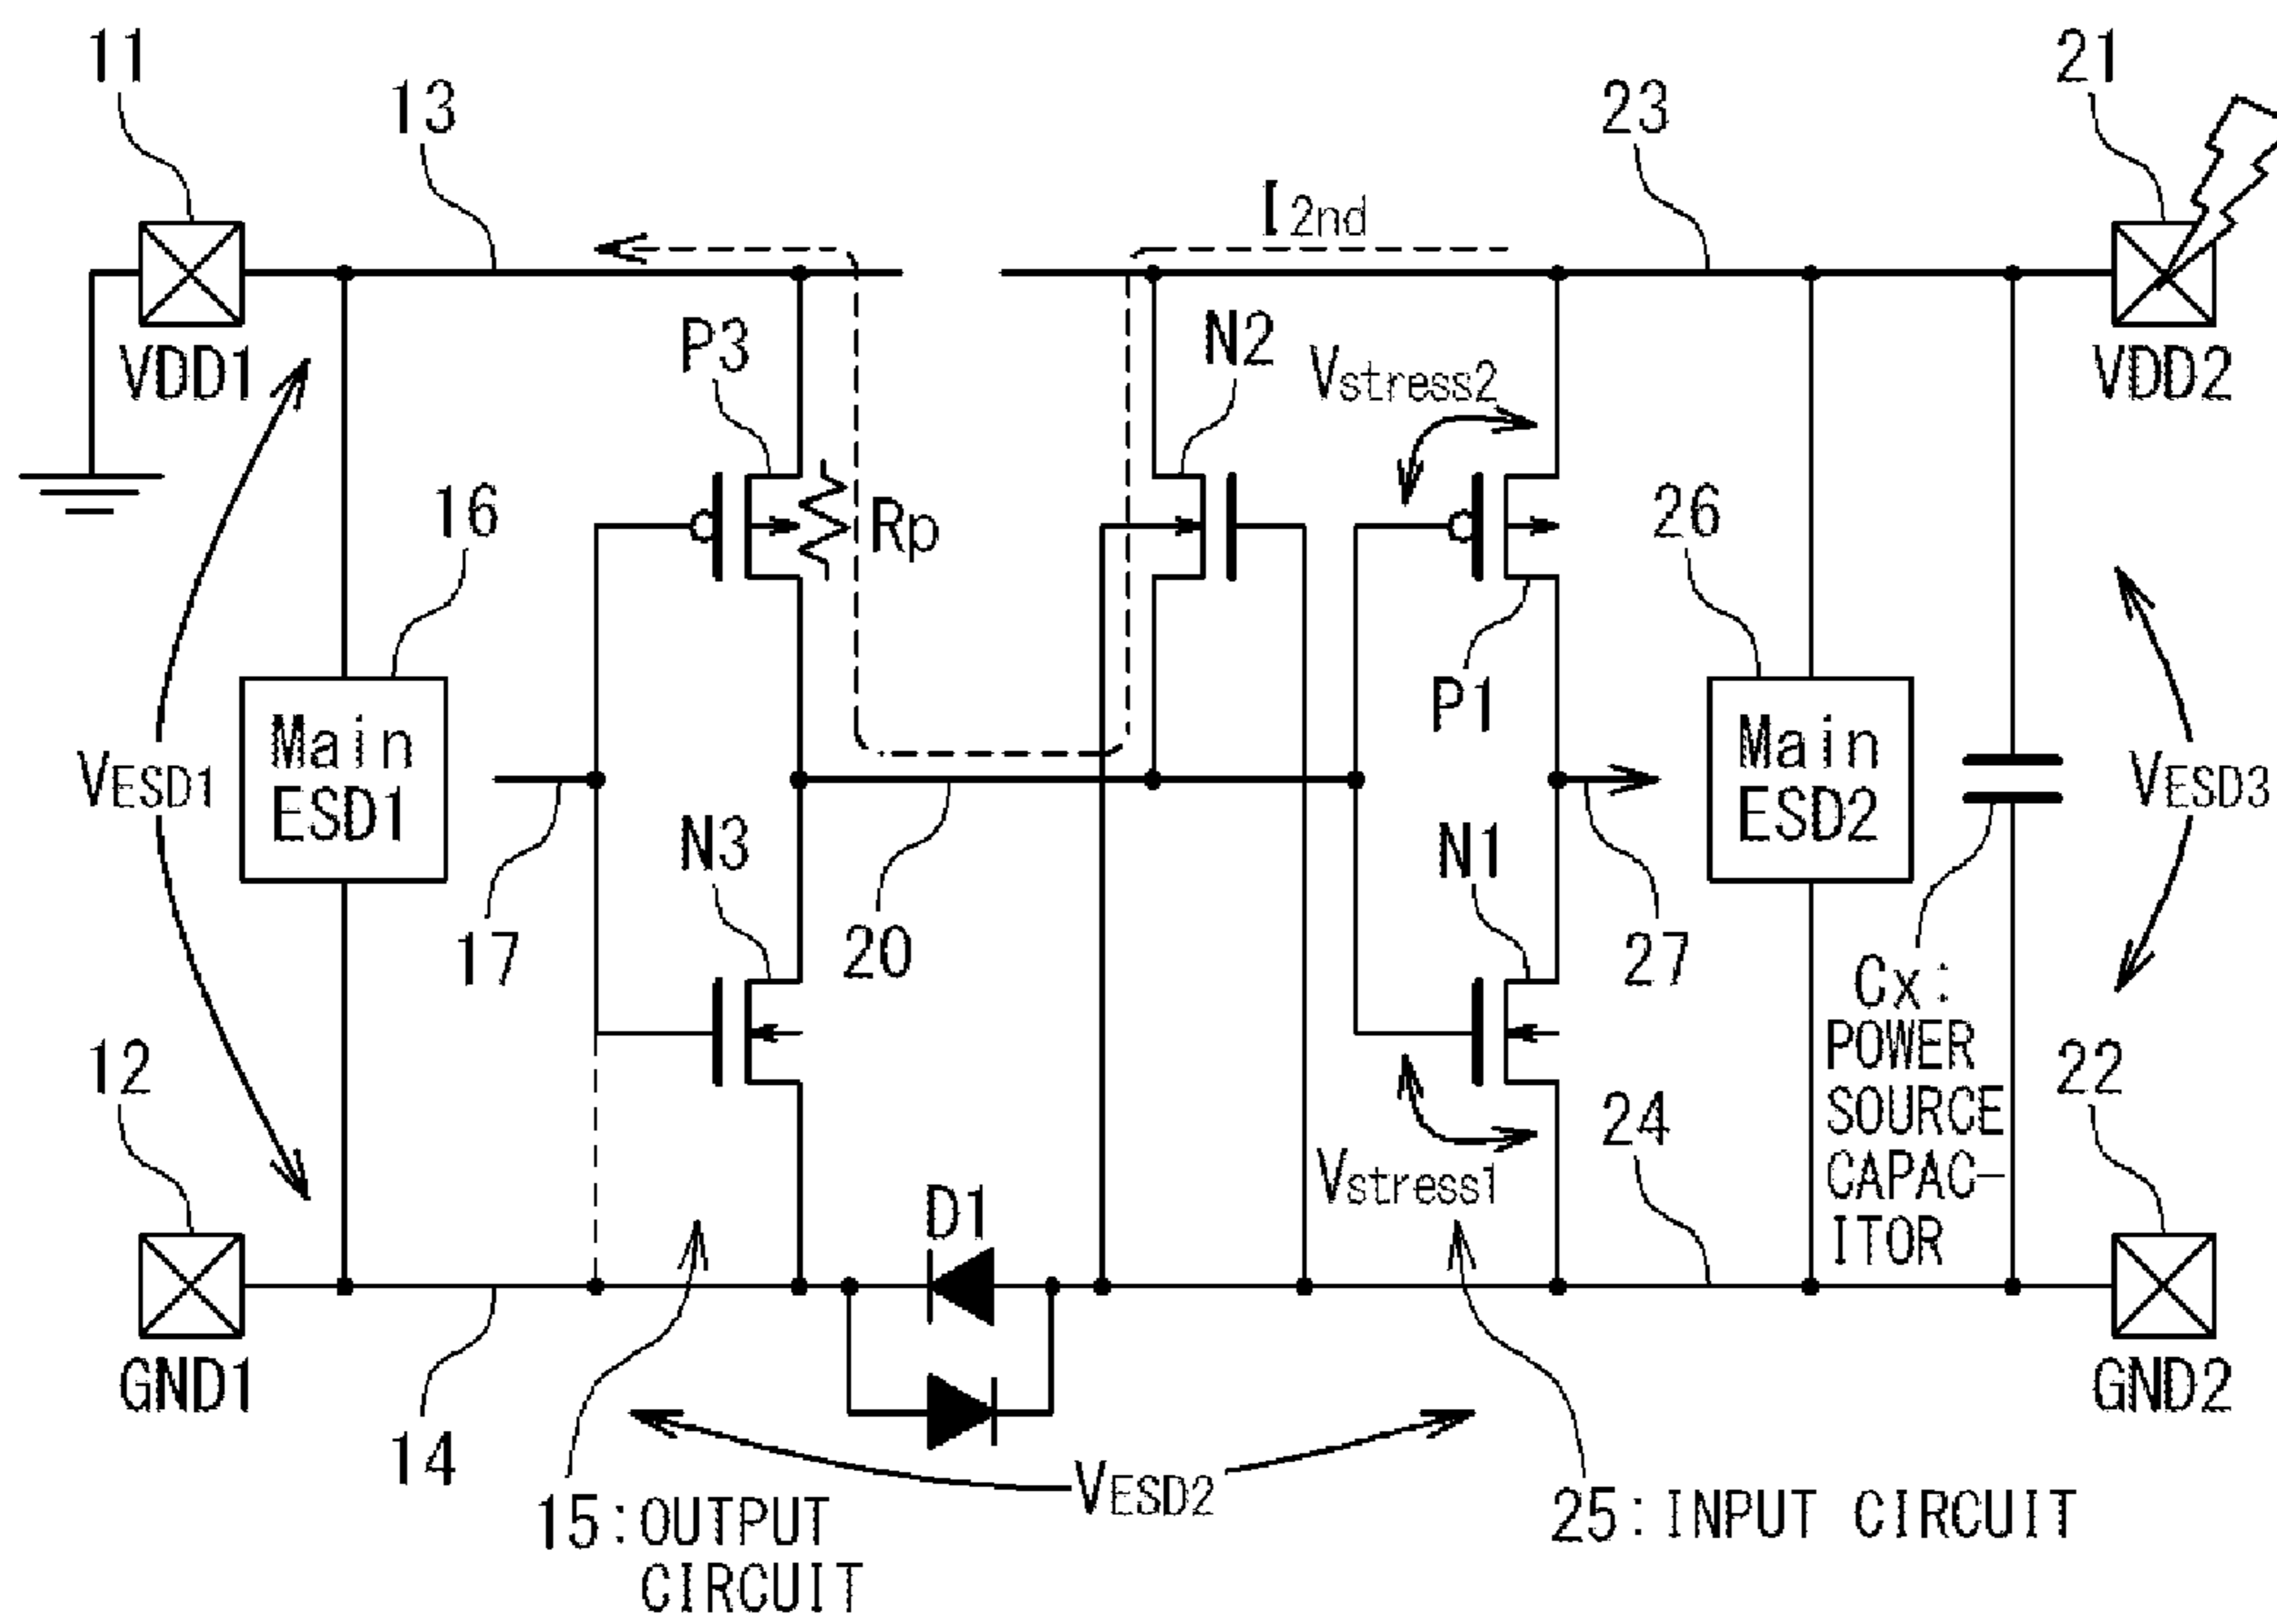 11
13
23
21
I2nd
P3
N2
Vstress2
VDD1
VDD2
16
Rp
26
P1
Main
ESD1
Main
ESD2
VESD1
VESD3
N3
N1
17
20
27
Cx:
POWER
SOURCE
CAPAC-
ITOR
12
22
24
Vstress1
D1
GND1
GND2
14
VESD2
15:OUTPUT
CIRCUIT
25:INPUT CIRCUIT